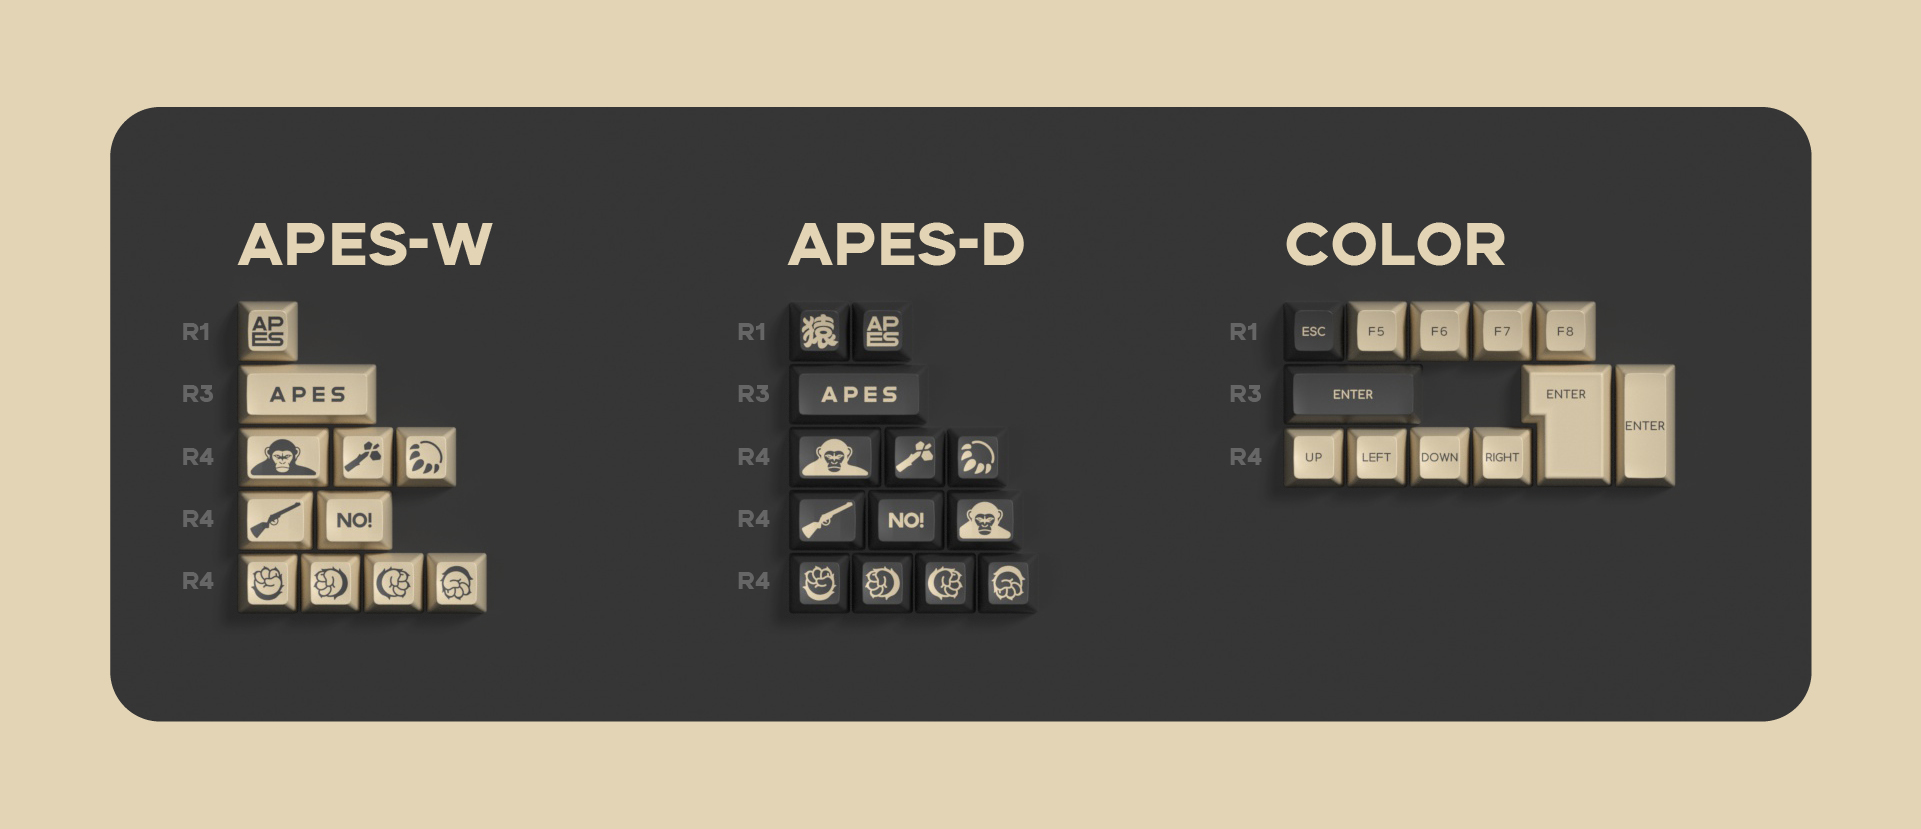 APES-W
R1
AP
ES
R3
APES
R4
R4
NO!
R4
APES-D
R1
猿
AP
ES
R3
APES
R4
R4
NO!
R4
COLOR
R1
ESC F5 F6 F7 F8
R3
ENTER ENTER
ENTER
R4
UP LEFT DOWN RIGHT